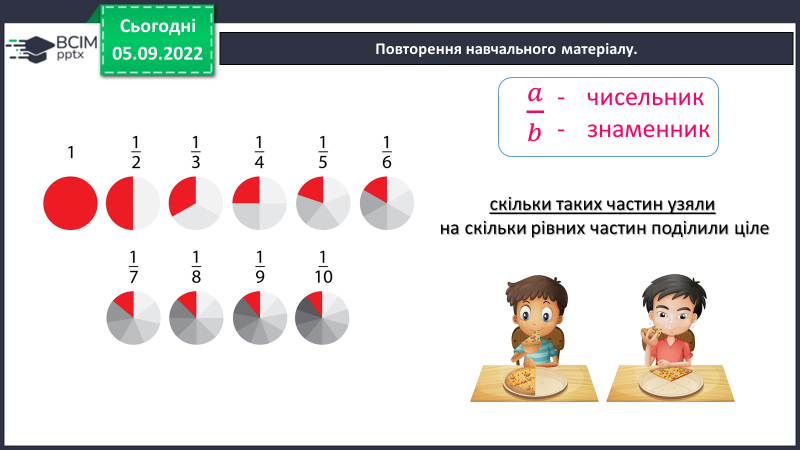 Сьогодні
05.09.2022
BCIM
pptx
Повторення навчального матеріалу.
a - чисельник
b - знаменник
1 1/2 1/3 1/4 1/5 1/6
1/7 1/8 1/9 1/10
скільки таких частин узяли
на скільки рівних частин поділили ціле